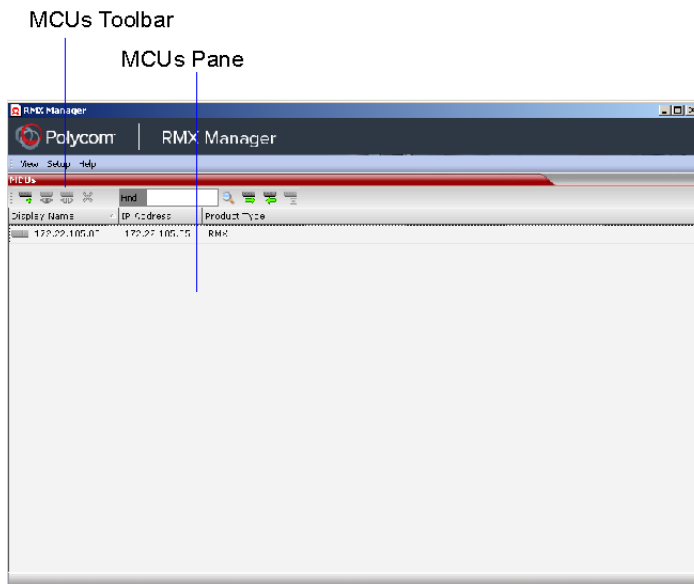 MCUs Toolbar
MCUs Pane
RMX Manager
Polycom | RMX Manager
View Setup Help
MCUs
Find
Display Name IP Address Product Type
RMX